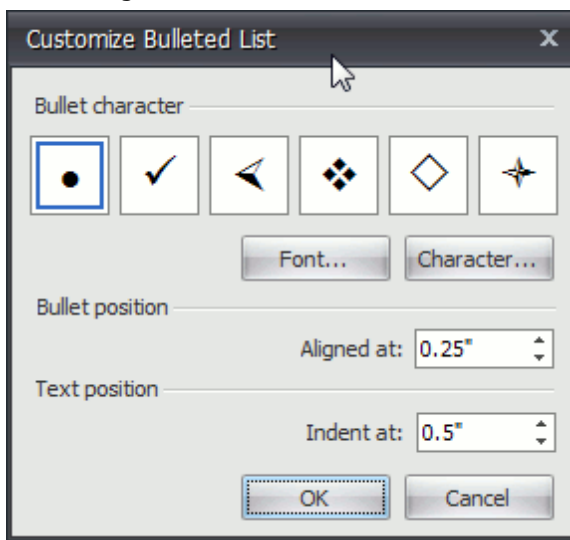 Customize Bulleted List
Bullet character
Font... Character...
Bullet position
Aligned at: 0.25"
Text position
Indent at: 0.5"
OK Cancel